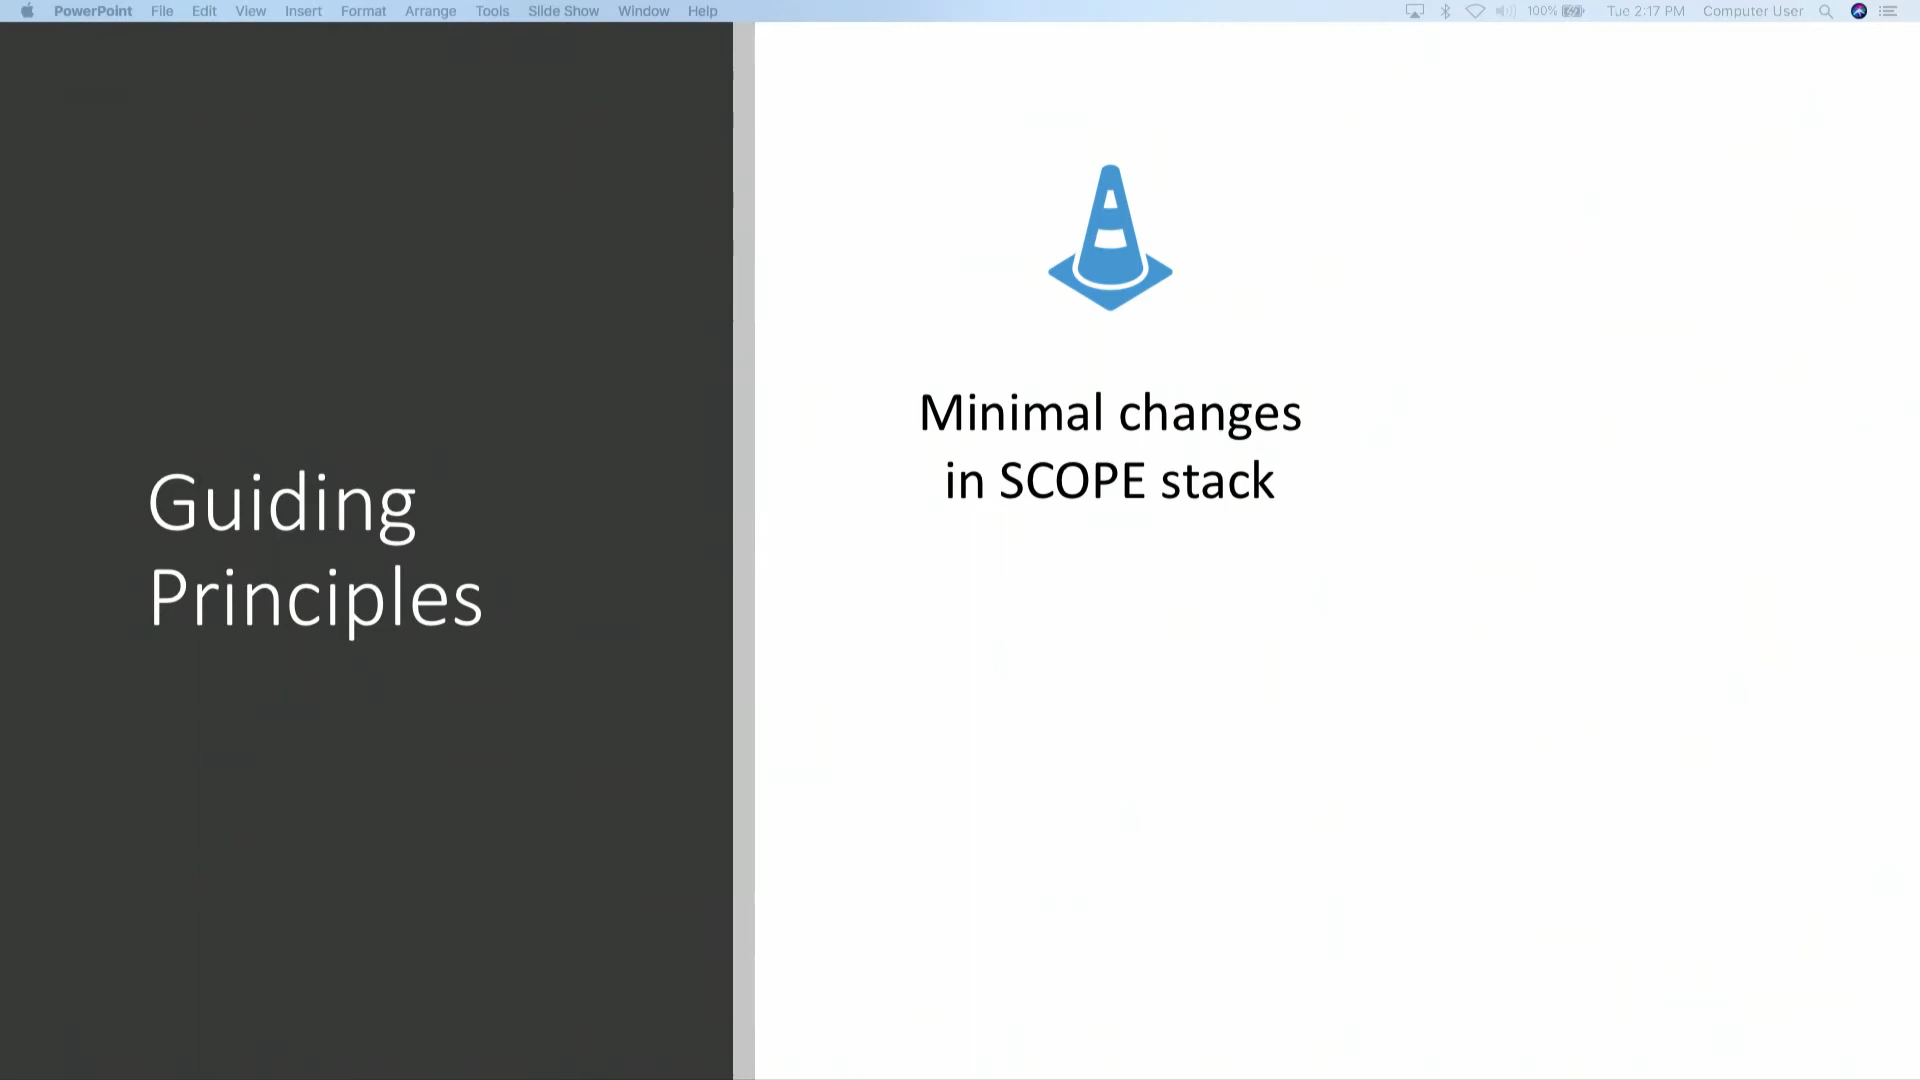 PowerPoint File Edit View Insert Format Arrange Tools Slide Show Window Help 100% Tue 2:17 PM Computer User
Guiding
Principles
Minimal changes
in SCOPE stack